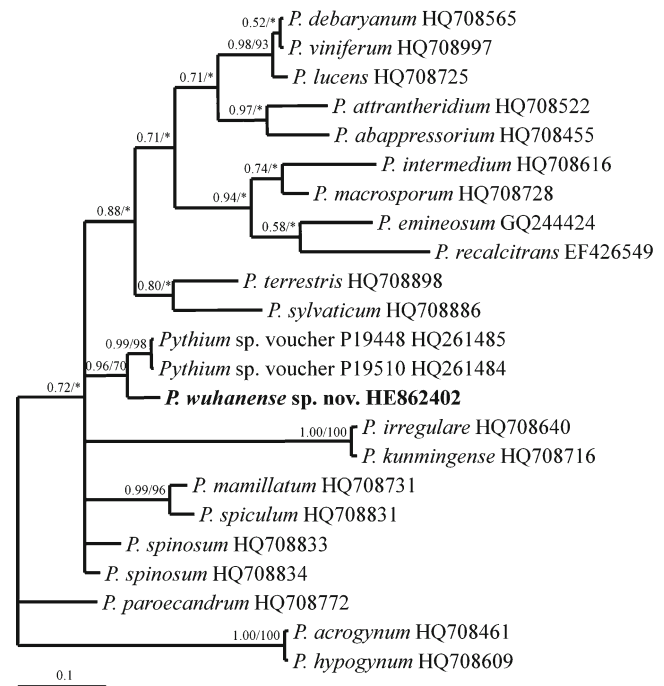 0.52/*
P. debaryanum HQ708565
0.98/93
P. viniferum HQ708997
P. lucens HQ708725
0.71/*
0.97/*
P. attrantheridium HQ708522
P. abappressorium HQ708455
0.71/*
0.74/*
P. intermedium HQ708616
0.94/*
P. macrosporum HQ708728
0.58/*
P. emineosum GQ244424
P. recalcitrans EF426549
0.88/*
0.80/*
P. terrestris HQ708898
P. sylvaticum HQ708886
0.99/98
Pythium sp. voucher P19448 HQ261485
0.96/70
Pythium sp. voucher P19510 HQ261484
0.72/*
P. wuhanense sp. nov. HE862402
1.00/100
P. irregulare HQ708640
P. kunmingense HQ708716
0.99/96
P. mamillatum HQ708731
P. spiculum HQ708831
P. spinosum HQ708833
P. spinosum HQ708834
P. paroecandrum HQ708772
1.00/100
P. acrogynum HQ708461
P. hypogynum HQ708609
0.1